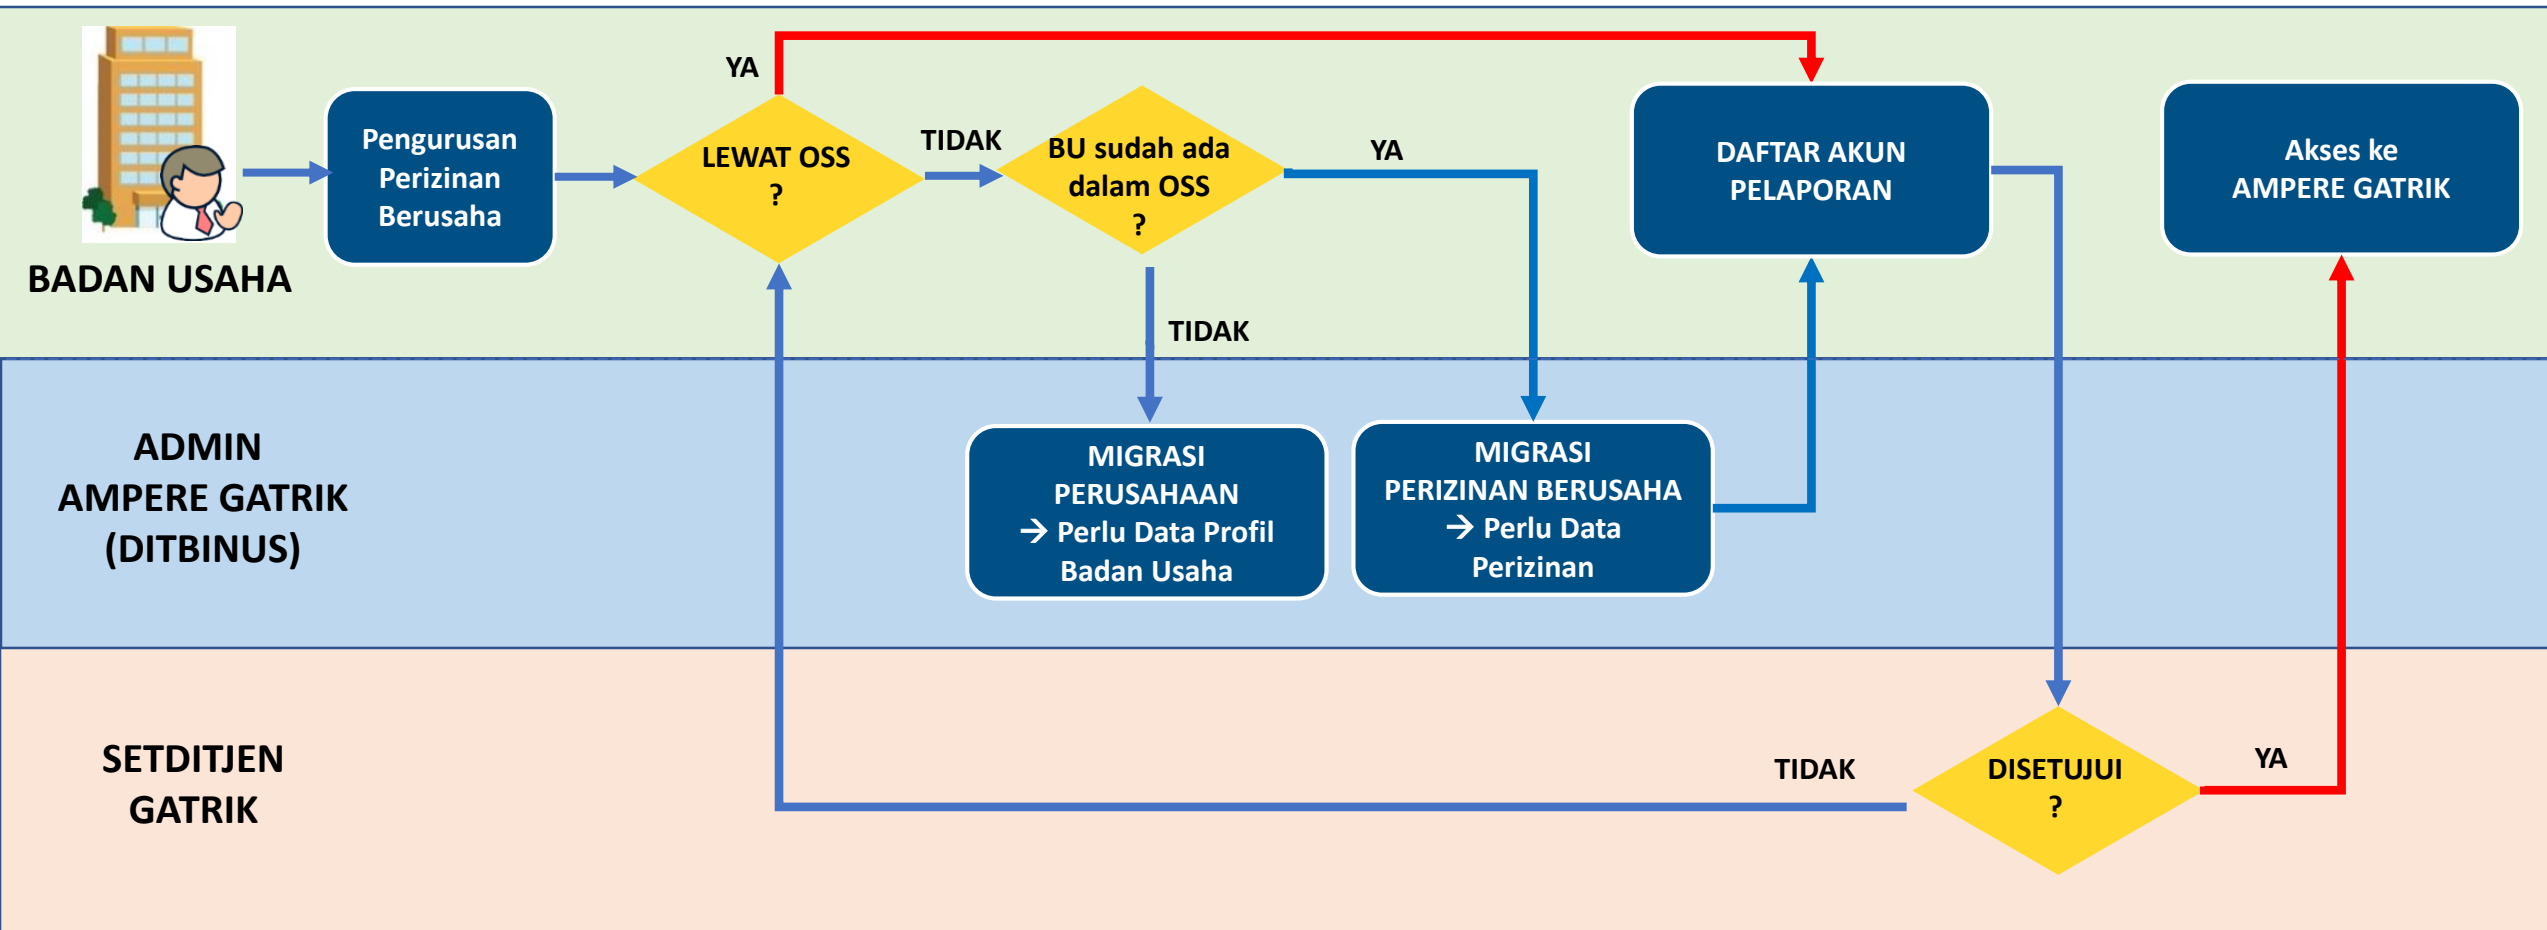 BADAN USAHA
Pengurusan
Perizinan
Berusaha
YA
LEWAT OSS
?
TIDAK
BU sudah ada
dalam OSS
?
YA
TIDAK
DAFTAR AKUN
PELAPORAN
Akses ke
AMPERE GATRIK
ADMIN
AMPERE GATRIK
(DITBINUS)
MIGRASI
PERUSAHAAN
→ Perlu Data Profil
Badan Usaha
MIGRASI
PERIZINAN BERUSAHA
→ Perlu Data
Perizinan
SETDITJEN
GATRIK
TIDAK
DISETUJUI
?
YA